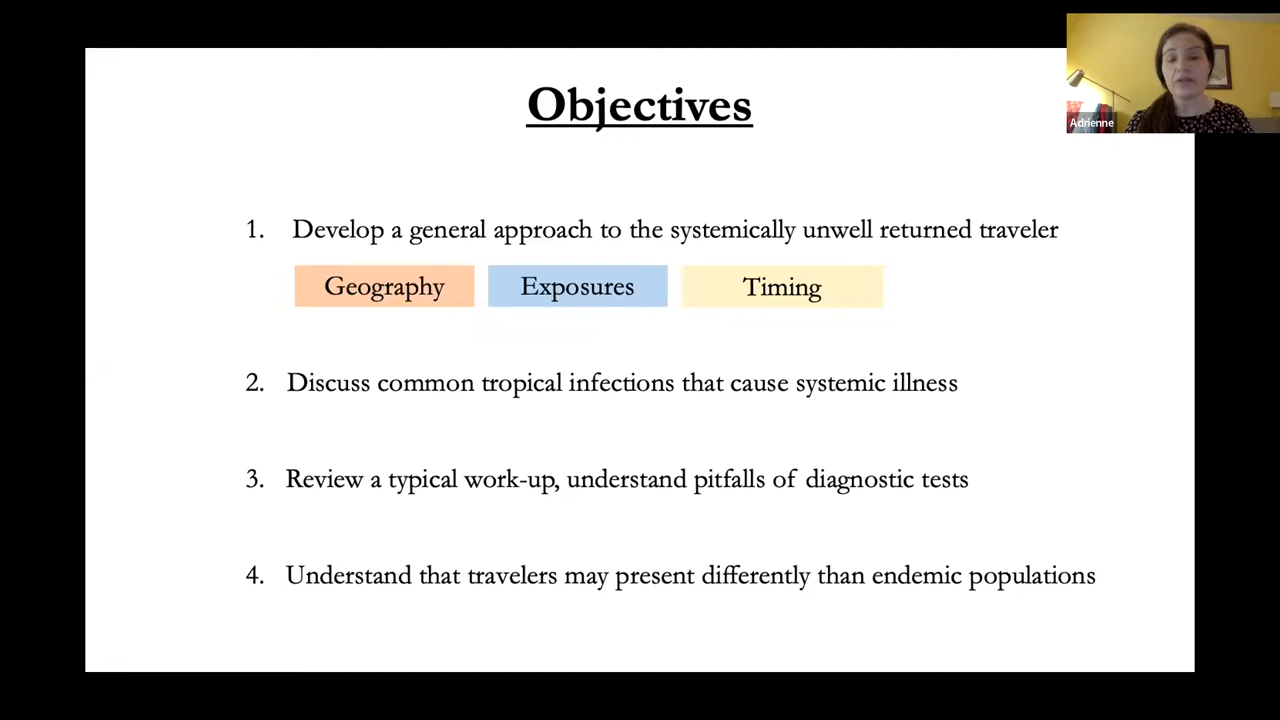 Objectives
Adrienne
1. Develop a general approach to the systemically unwell returned traveler
Geography Exposures Timing
2. Discuss common tropical infections that cause systemic illness
3. Review a typical work-up, understand pitfalls of diagnostic tests
4. Understand that travelers may present differently than endemic populations